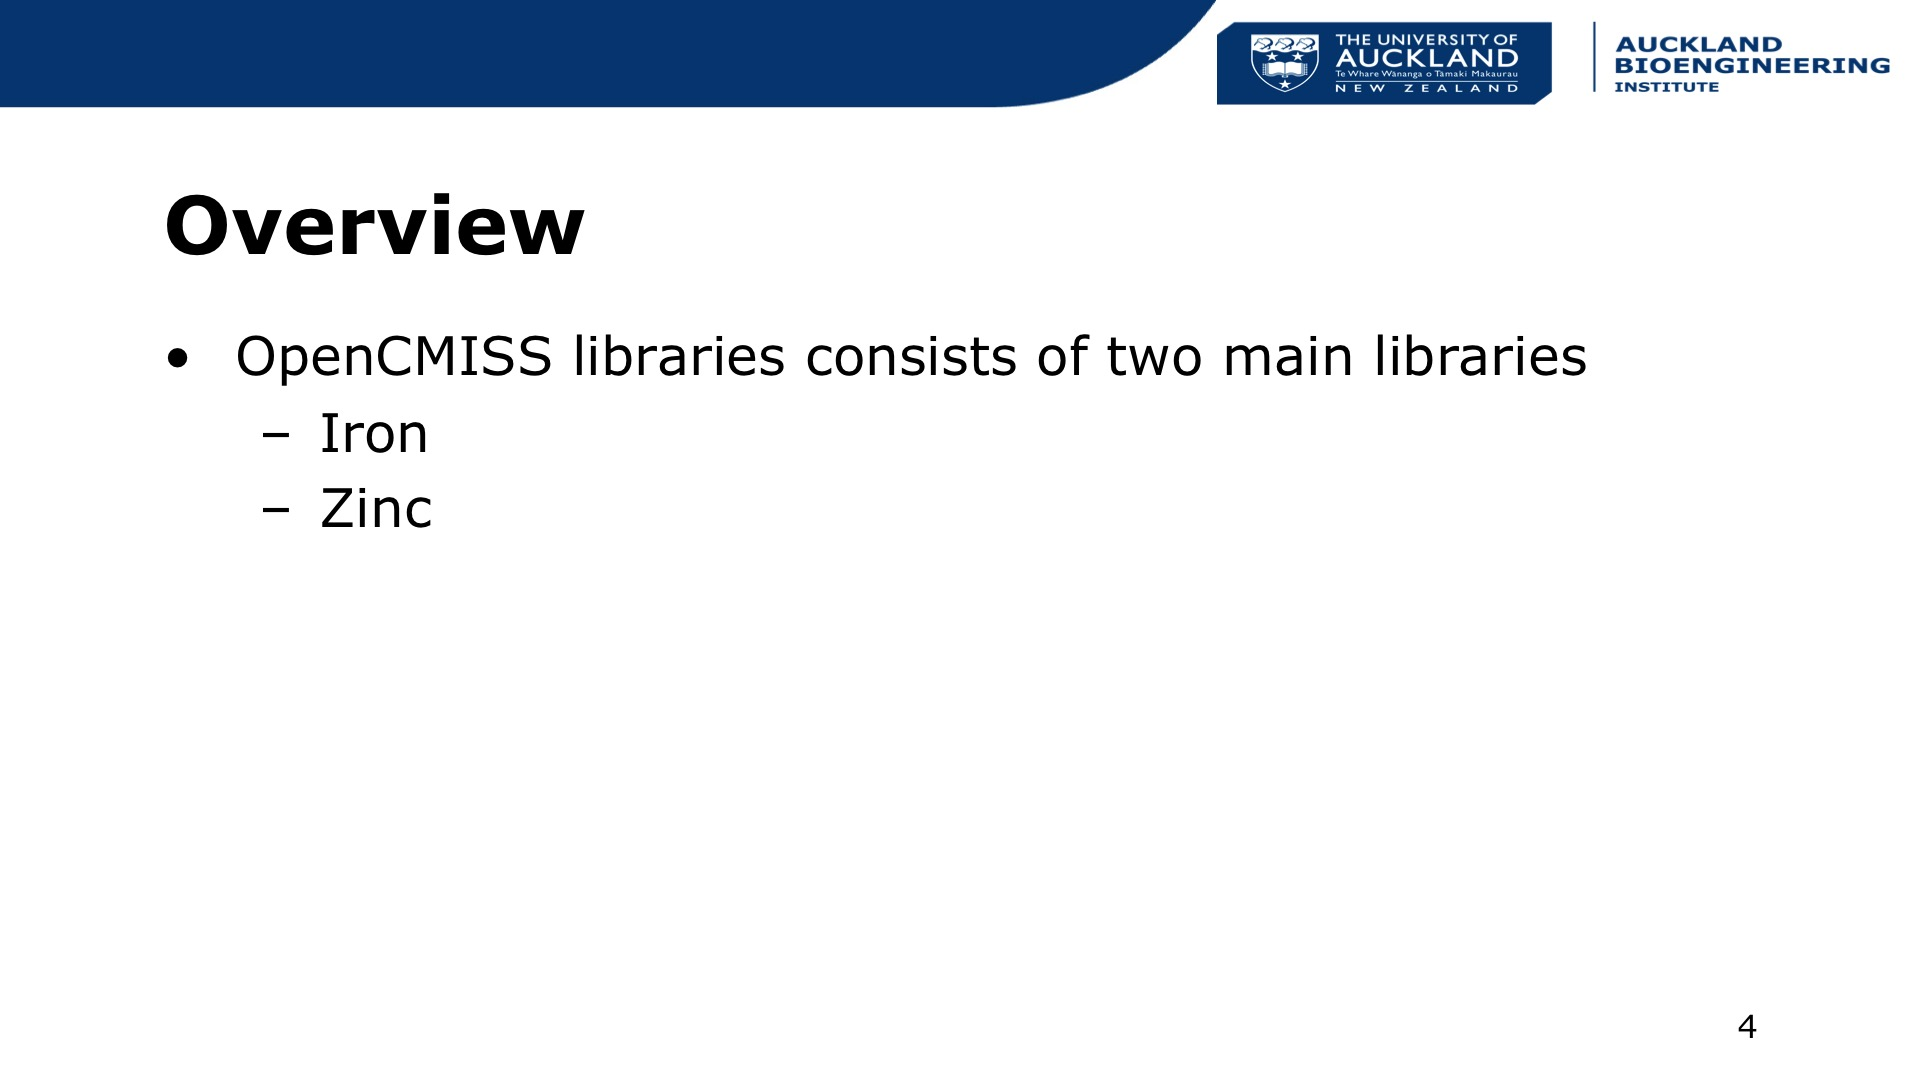 THE UNIVERSITY OF
AUCKLAND
Te Whare Wānanga o Tāmaki Makaurau
NEW ZEALAND
AUCKLAND
BIOENGINEERING
INSTITUTE
Overview
• OpenCMISS libraries consists of two main libraries
– Iron
– Zinc
4